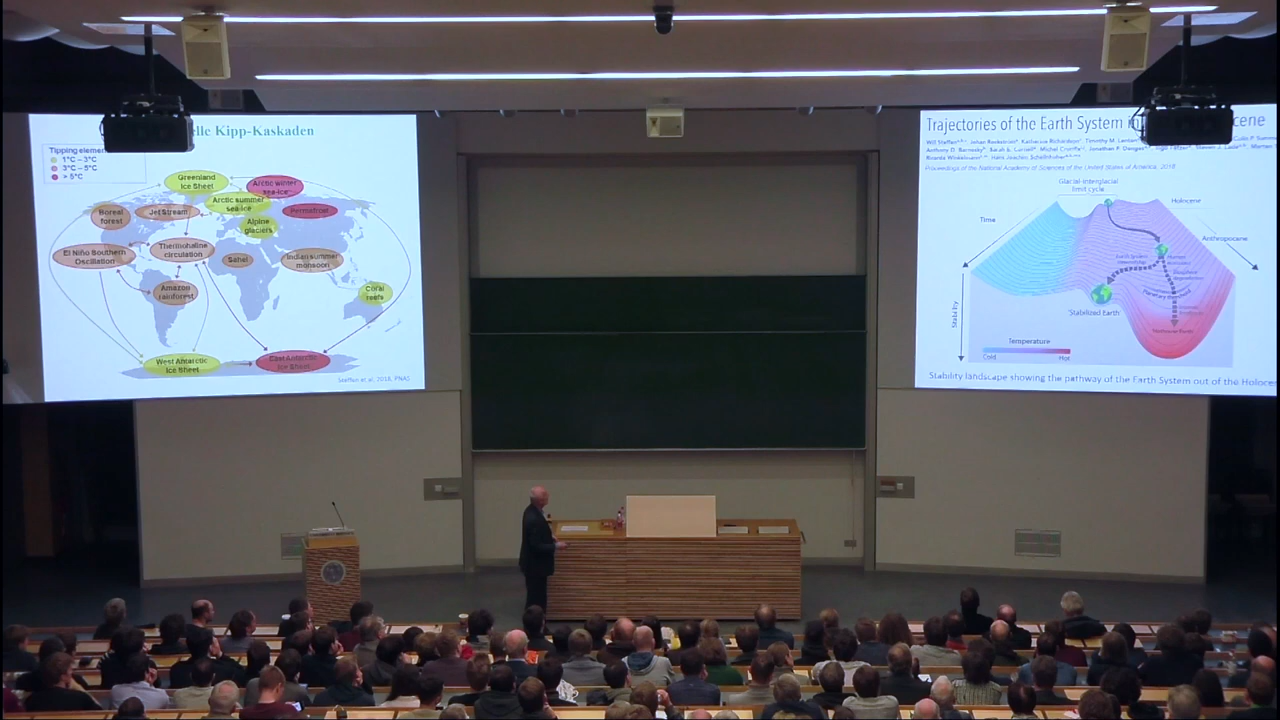 elle Kipp-Kaskaden
Tipping elem
1°C – 3°C
3°C – 5°C
> 5°C
Greenland
Ice Sheet
Arctic winter
sea-ice
Arctic summer
sea-ice
Boreal
forest
Jet Stream
Permafrost
Alpine
glaciers
El Niño Southern
Oscillation
Thermohaline
circulation
Sahel
Indian summer
monsoon
Amazon
rainforest
Coral
reefs
West Antarctic
Ice Sheet
East Antarctic
Ice Sheet
Steffen et al, 2018, PNAS
Trajectories of the Earth System in cene
Proceedings of the National Academy of Sciences of the United States of America, 2018
Glacial-interglacial
limit cycle
Holocene
Time
Anthropocene
Stability
Stabilized Earth
Temperature
Cold Hot
Stability landscape showing the pathway of the Earth System out of the Holoce